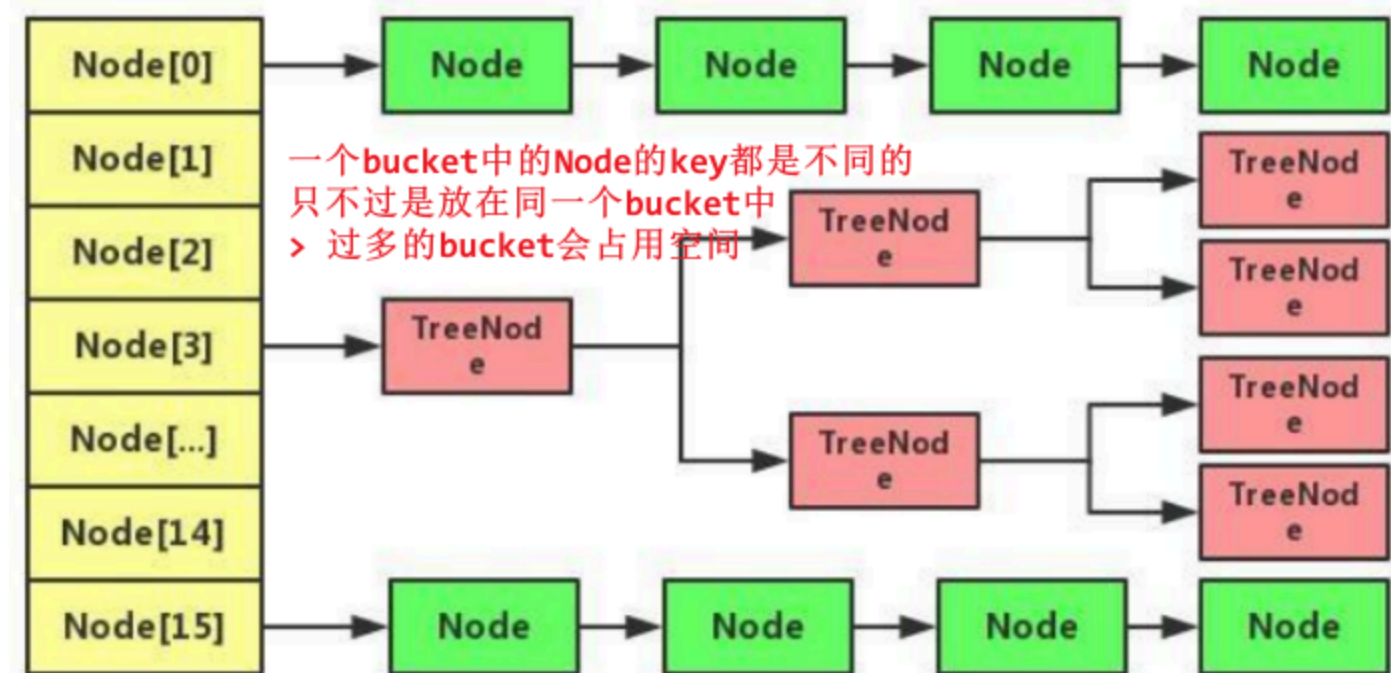 Node[0]
Node
Node
Node
Node
Node[1]
一个bucket中的Node的key都是不同的
只不过是放在同一个bucket中
> 过多的bucket会占用空间
TreeNod
e
TreeNod
e
Node[2]
TreeNod
e
Node[3]
TreeNod
e
TreeNod
e
Node[...]
TreeNod
e
TreeNod
e
Node[14]
Node[15]
Node
Node
Node
Node